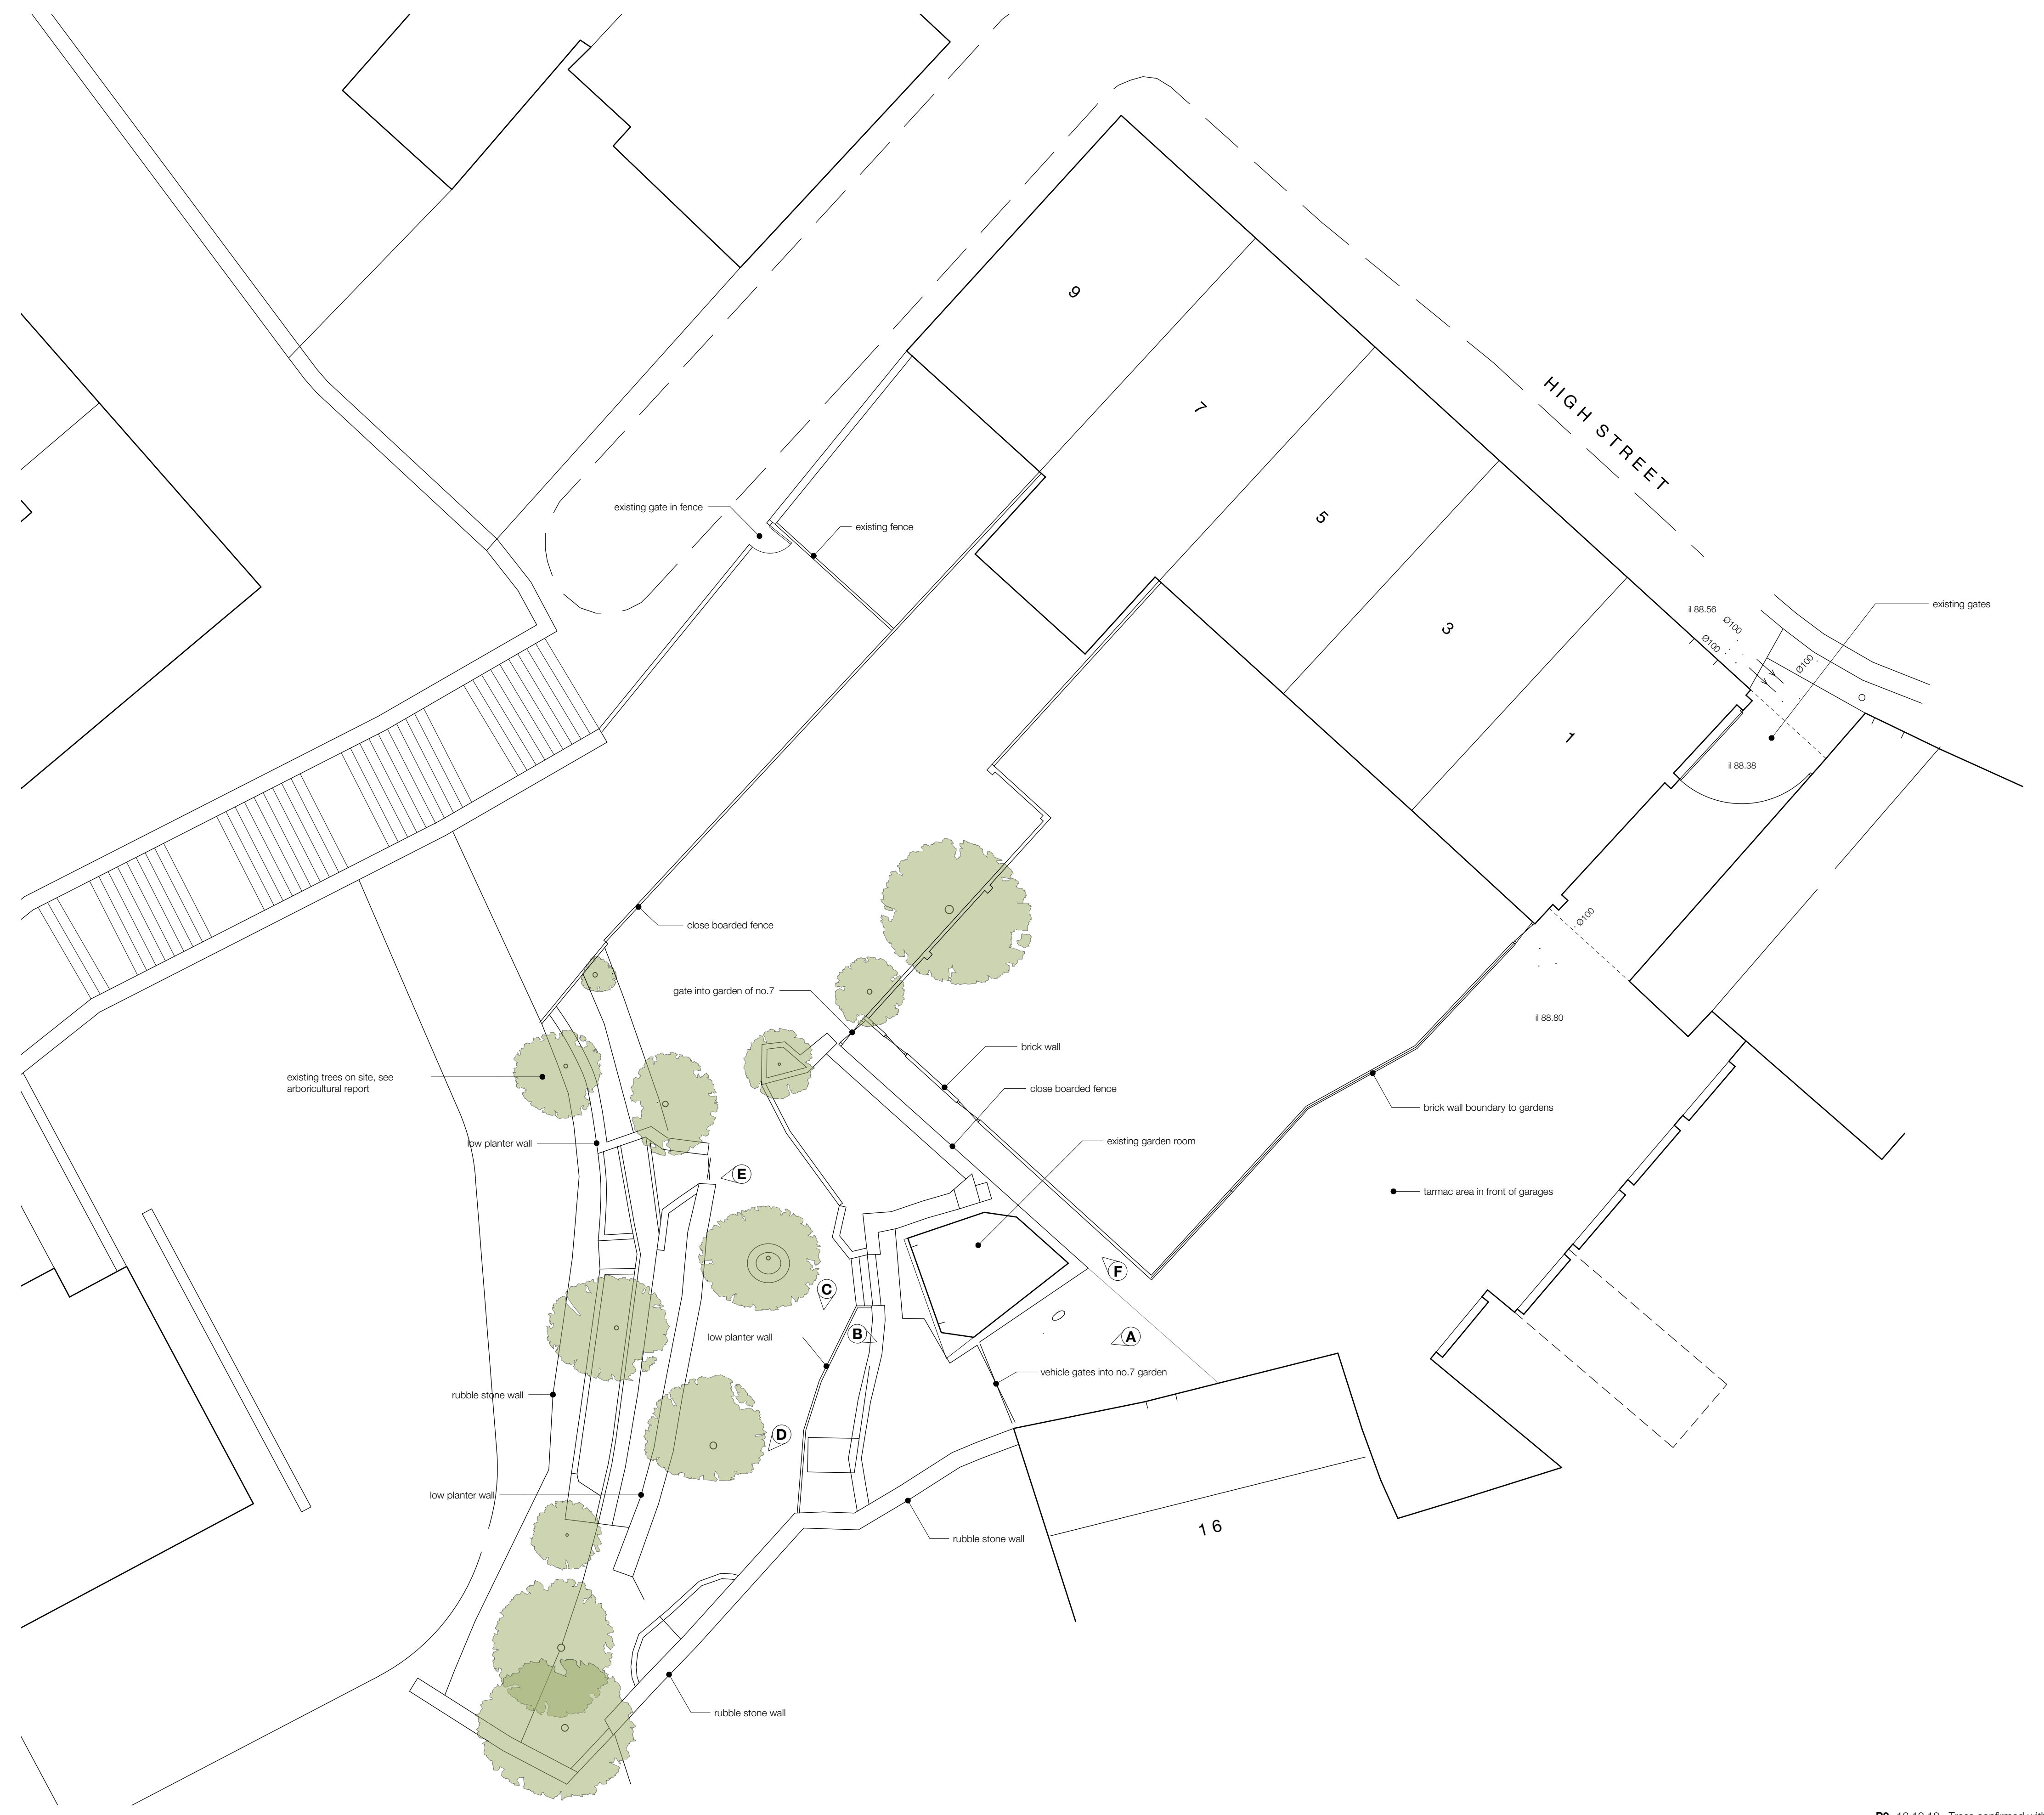 9
7
HIGH STREET
existing gate in fence
existing fence
5
3
il 88.56
Ø100
Ø100
Ø100
existing gates
1
il 88.38
close boarded fence
Ø100
gate into garden of no.7
il 88.80
brick wall
existing trees on site, see
arboricultural report
close boarded fence
brick wall boundary to gardens
low planter wall
existing garden room
E
tarmac area in front of garages
F
C
B
A
low planter wall
vehicle gates into no.7 garden
rubble stone wall
D
low planter wall
16
rubble stone wall
rubble stone wall